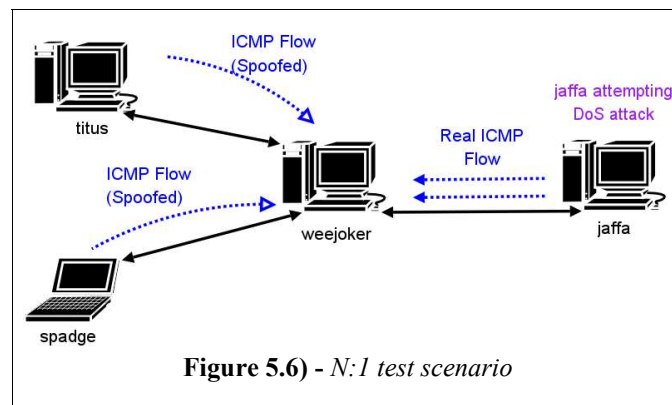 ICMP Flow
(Spoofed)
titus
jaffa attempting
DoS attack
Real ICMP
Flow
ICMP Flow
(Spoofed)
weejoker
jaffa
spadge
Figure 5.6) - N:1 test scenario